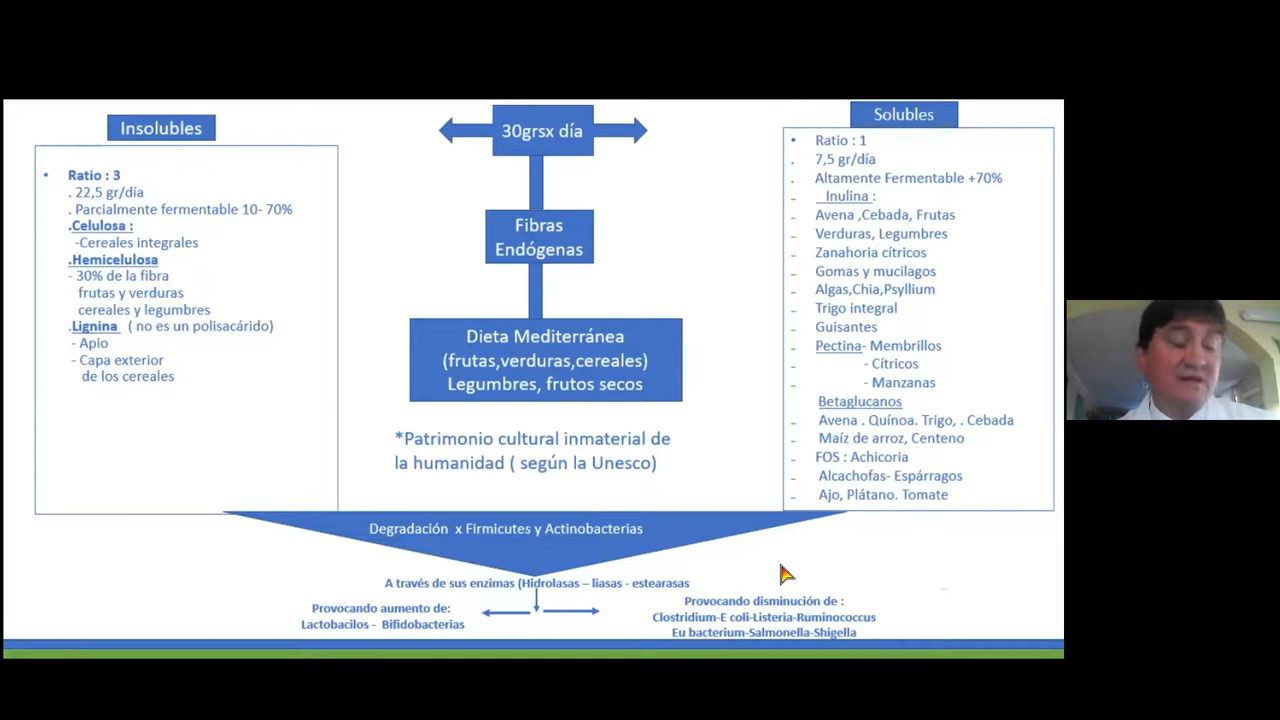 Insolubles
• Ratio : 3
. 22,5 gr/día
. Parcialmente fermentable 10- 70%
.Celulosa :
-Cereales integrales
.Hemicelulosa
- 30% de la fibra
frutas y verduras
cereales y legumbres
.Lignina ( no es un polisacárido)
- Apio
- Capa exterior
de los cereales
30grsx día
Fibras
Endógenas
Dieta Mediterránea
(frutas,verduras,cereales)
Legumbres, frutos secos
*Patrimonio cultural inmaterial de
la humanidad ( según la Unesco)
Solubles
• Ratio : 1
. 7,5 gr/día
. Altamente Fermentable +70%
- Inulina :
- Avena ,Cebada, Frutas
- Verduras, Legumbres
- Zanahoria cítricos
- Gomas y mucilagos
- Algas,Chia,Psyllium
- Trigo integral
- Guisantes
- Pectina- Membrillos
- - Cítricos
- - Manzanas
Betaglucanos
- Avena . Quínoa. Trigo, . Cebada
- Maíz de arroz, Centeno
- FOS : Achicoria
- Alcachofas- Espárragos
- Ajo, Plátano. Tomate
Degradación x Firmicutes y Actinobacterias
A través de sus enzimas (Hidrolasas – liasas - estearasas
Provocando aumento de:
Lactobacilos - Bifidobacterias
Provocando disminución de :
Clostridium-E coli-Listeria-Ruminococcus
Eu bacterium-Salmonella-Shigella